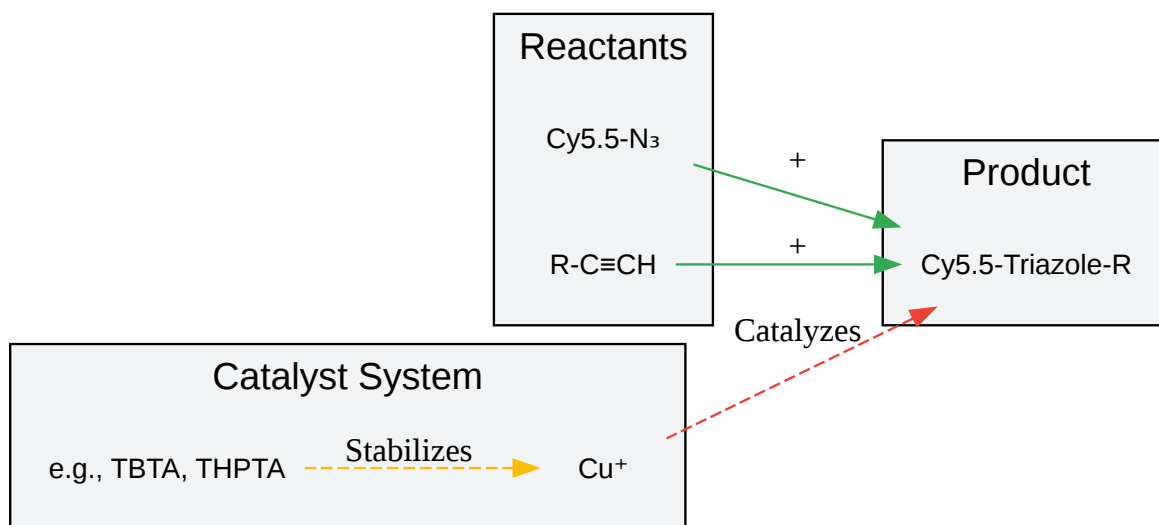 Reactants
Cy5.5-N₃
+
Product
R-C≡CH
+
Cy5.5-Triazole-R
Catalyzes
Catalyst System
e.g., TBTA, THPTA
Stabilizes
Cu⁺